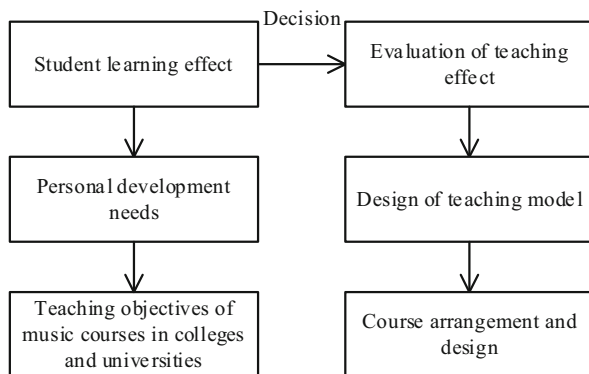 Decision
Student learning effect
Evaluation of teaching
effect
Personal development
needs
Design of teaching model
Teaching objectives of
music courses in colleges
and universities
Course arrangement and
design